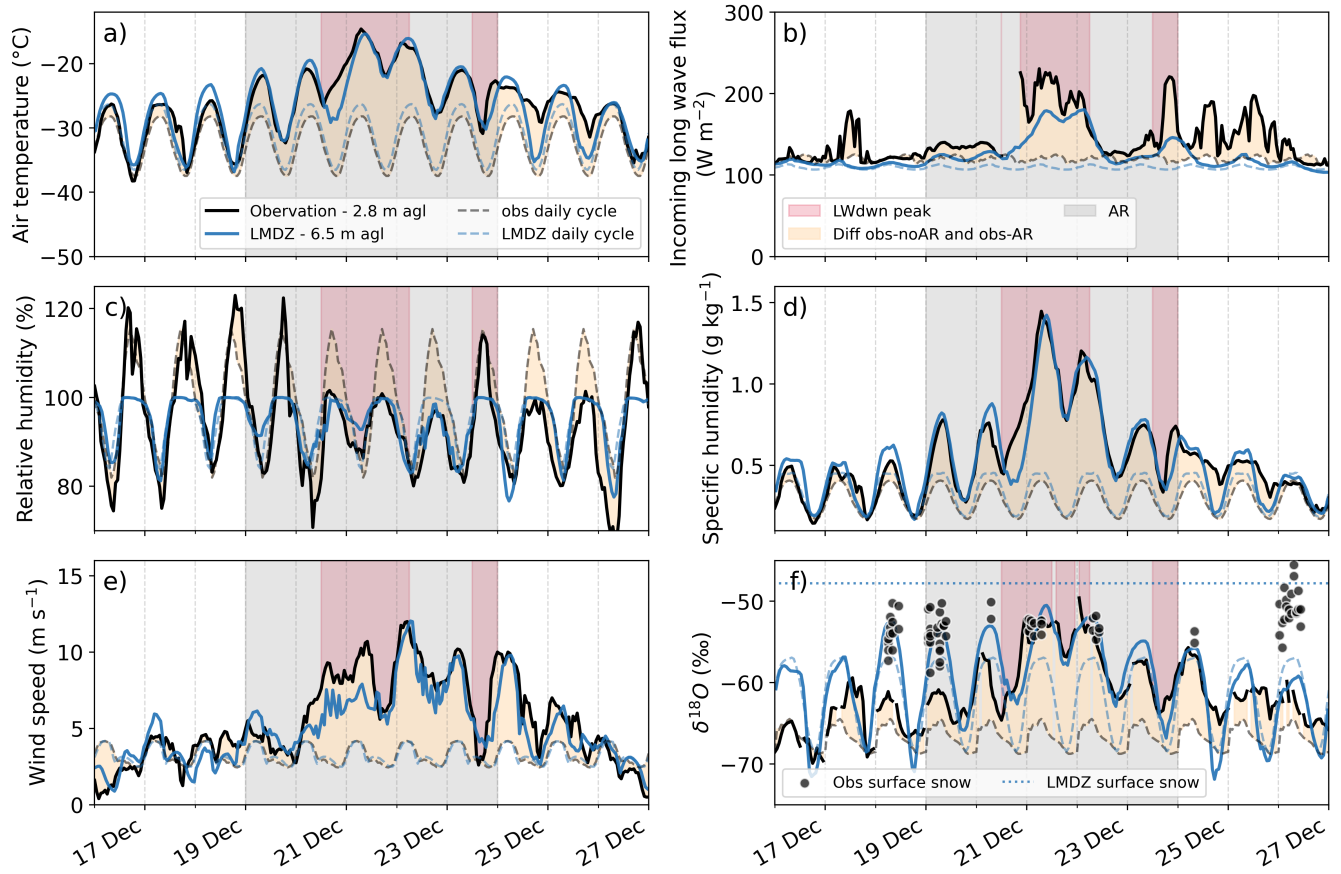 a)
Air temperature (°C)
−20
−30
−40
−50
Obervation - 2.8 m agl
LMDZ - 6.5 m agl
obs daily cycle
LMDZ daily cycle
b)
Incoming long wave flux
(W m⁻²)
300
200
100
0
LWdwn peak
Diff obs-noAR and obs-AR
AR
c)
Relative humidity (%)
120
100
80
d)
Specific humidity (g kg⁻¹)
1.5
1.0
0.5
e)
Wind speed (m s⁻¹)
15
10
5
0
17 Dec
19 Dec
21 Dec
23 Dec
25 Dec
27 Dec
f)
δ¹⁸O (‰)
−50
−60
−70
Obs surface snow
LMDZ surface snow
17 Dec
19 Dec
21 Dec
23 Dec
25 Dec
27 Dec